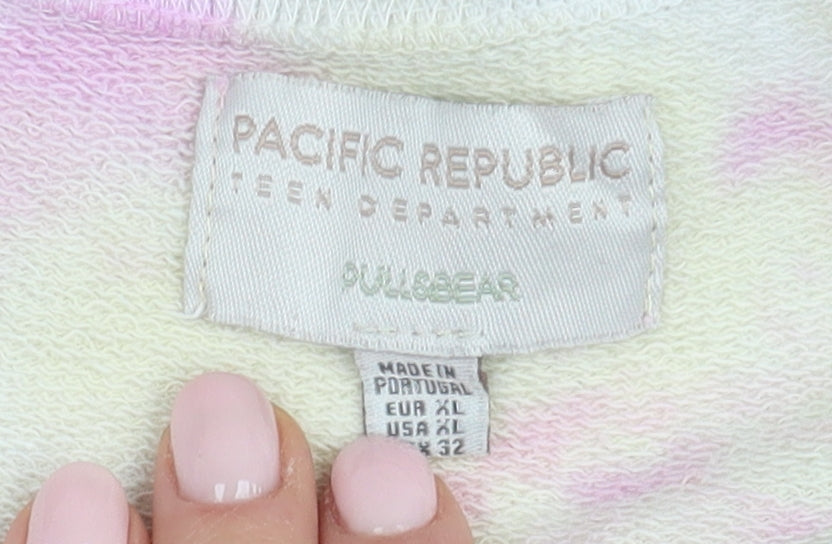 PACIFIC REPUBLIC
TEEN DEPARTMENT
PULL&BEAR
MADE IN
PORTUGAL
EUR XL
USA XL
32